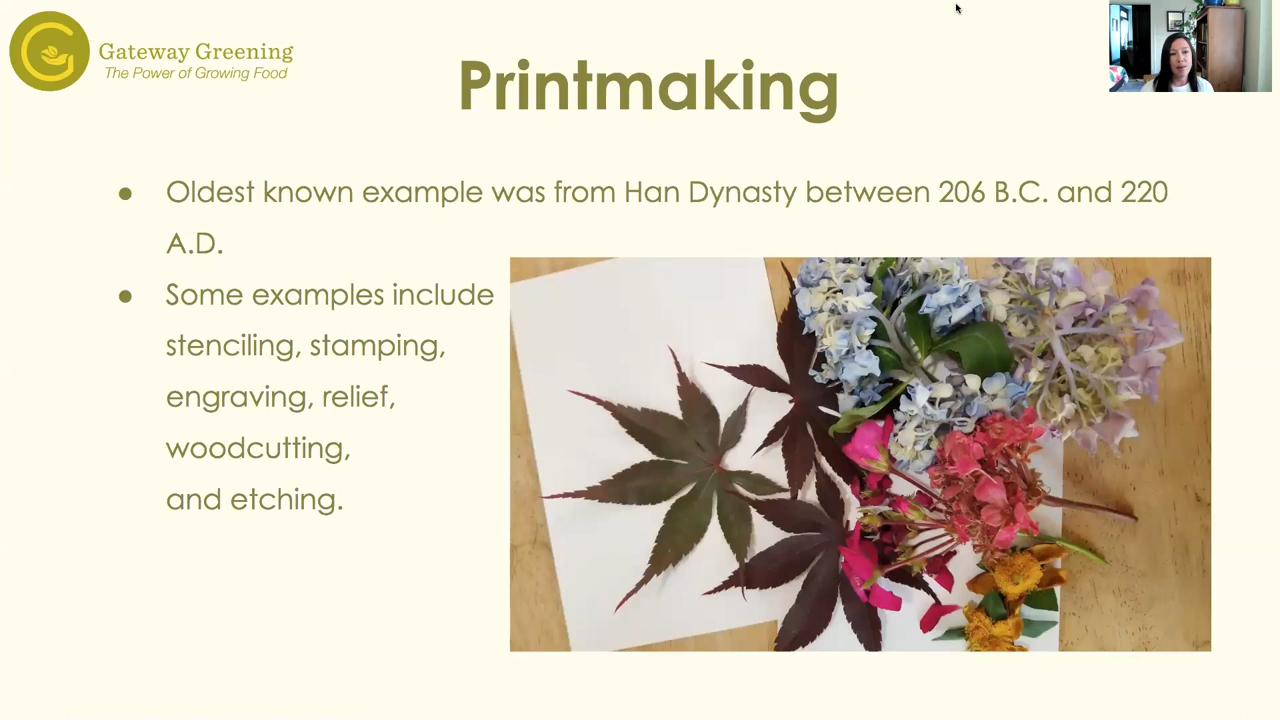 Gateway Greening
The Power of Growing Food
Printmaking
● Oldest known example was from Han Dynasty between 206 B.C. and 220
A.D.
● Some examples include
stenciling, stamping,
engraving, relief,
woodcutting,
and etching.